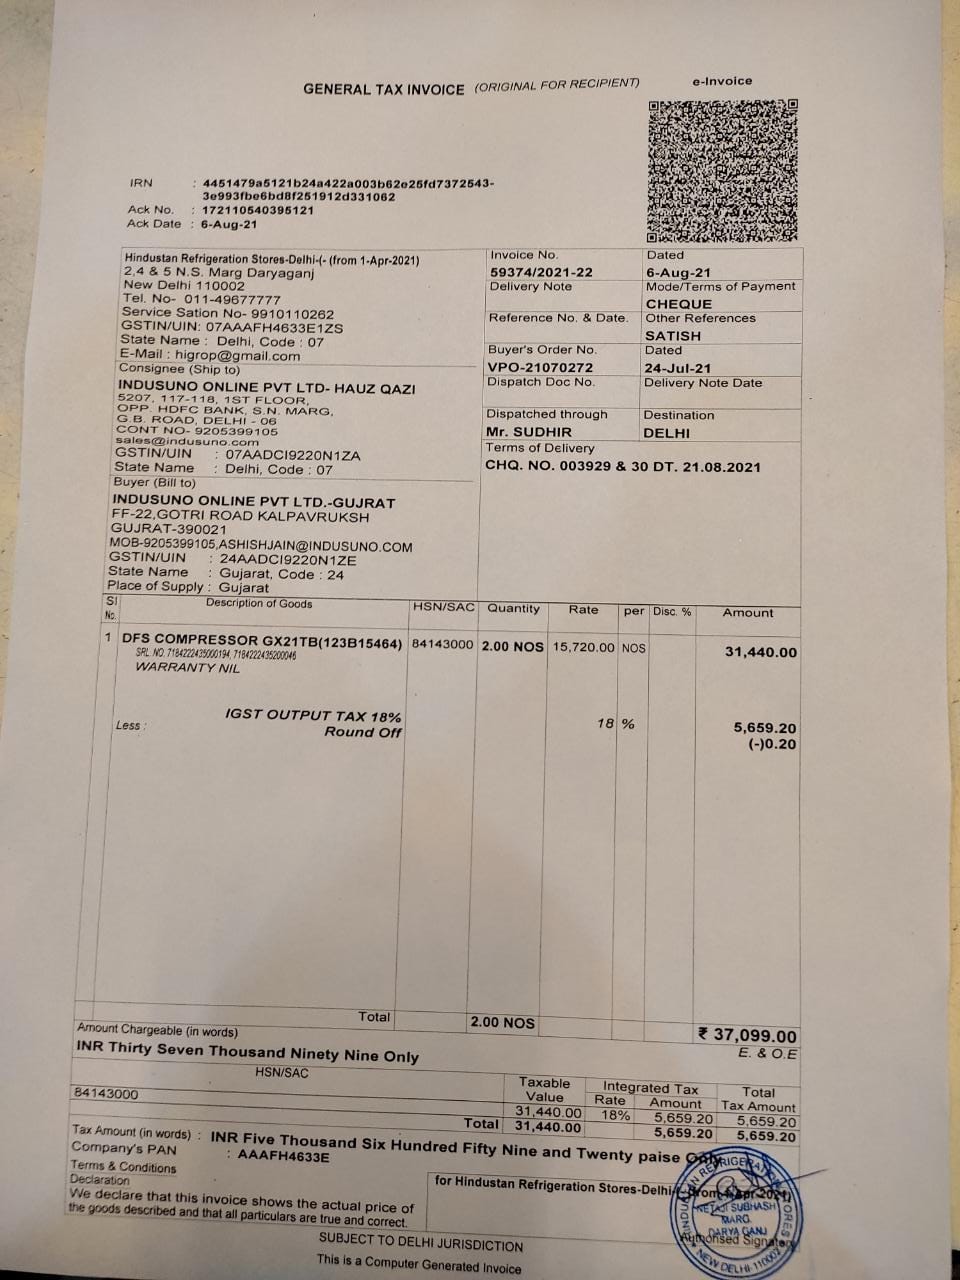 GENERAL TAX INVOICE (ORIGINAL FOR RECIPIENT) e-Invoice
IRN : 4451479a5121b24a422a003b62e25fd7372543-
3e993fbe6bd8f251912d331062
Ack No. : 172110540395121
Ack Date : 6-Aug-21
Hindustan Refrigeration Stores-Delhi-(- (from 1-Apr-2021)
2,4 & 5 N.S. Marg Daryaganj
New Delhi 110002
Tel. No- 011-49677777
Service Sation No- 9910110262
GSTIN/UIN: 07AAAFH4633E1ZS
State Name : Delhi, Code : 07
E-Mail : higrop@gmail.com
Invoice No. Dated
59374/2021-22 6-Aug-21
Delivery Note Mode/Terms of Payment
CHEQUE
Reference No. & Date. Other References
SATISH
Buyer's Order No. Dated
VPO-21070272 24-Jul-21
Dispatch Doc No. Delivery Note Date
Dispatched through Destination
Mr. SUDHIR DELHI
Terms of Delivery
CHQ. NO. 003929 & 30 DT. 21.08.2021
Consignee (Ship to)
INDUSUNO ONLINE PVT LTD- HAUZ QAZI
5207, 117-118, 1ST FLOOR,
OPP. HDFC BANK, S.N. MARG,
G.B. ROAD, DELHI - 06
CONT NO- 9205399105
sales@indusuno.com
GSTIN/UIN : 07AADCI9220N1ZA
State Name : Delhi, Code : 07
Buyer (Bill to)
INDUSUNO ONLINE PVT LTD.-GUJRAT
FF-22,GOTRI ROAD KALPAVRUKSH
GUJRAT-390021
MOB-9205399105,ASHISHJAIN@INDUSUNO.COM
GSTIN/UIN : 24AADCI9220N1ZE
State Name : Gujarat, Code : 24
Place of Supply : Gujarat
Sl No. Description of Goods HSN/SAC Quantity Rate per Disc. % Amount
1 DFS COMPRESSOR GX21TB(123B15464) 84143000 2.00 NOS 15,720.00 NOS 31,440.00
SRL NO. 7184222435000194, 7184222435200046
WARRANTY NIL
IGST OUTPUT TAX 18% 18 % 5,659.20
Less : Round Off (-)0.20
Total 2.00 NOS ₹ 37,099.00
Amount Chargeable (in words) E. & O.E
INR Thirty Seven Thousand Ninety Nine Only
HSN/SAC Taxable Value Integrated Tax Rate Amount Total Tax Amount
84143000 31,440.00 18% 5,659.20 5,659.20
Total 31,440.00 5,659.20 5,659.20
Tax Amount (in words) : INR Five Thousand Six Hundred Fifty Nine and Twenty paise Only
Company's PAN : AAAFH4633E
Terms & Conditions
Declaration
We declare that this invoice shows the actual price of
the goods described and that all particulars are true and correct.
for Hindustan Refrigeration Stores-Delhi-(- (from 1-Apr-2021)
NETAJI SUBHASH
MARG
DARYA GANJ
NEW DELHI-110002
Authorised Signatory
SUBJECT TO DELHI JURISDICTION
This is a Computer Generated Invoice